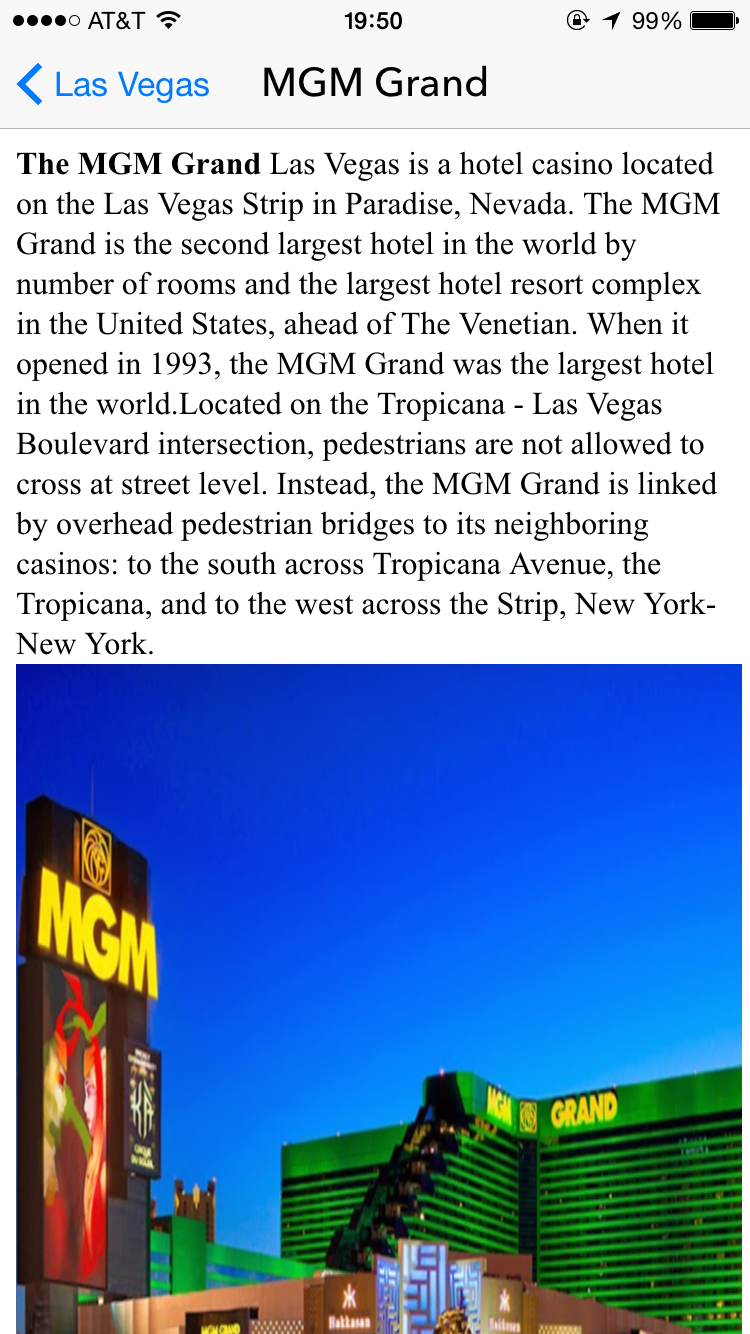 AT&T 19:50 99%
Las Vegas MGM Grand
The MGM Grand Las Vegas is a hotel casino located
on the Las Vegas Strip in Paradise, Nevada. The MGM
Grand is the second largest hotel in the world by
number of rooms and the largest hotel resort complex
in the United States, ahead of The Venetian. When it
opened in 1993, the MGM Grand was the largest hotel
in the world.Located on the Tropicana - Las Vegas
Boulevard intersection, pedestrians are not allowed to
cross at street level. Instead, the MGM Grand is linked
by overhead pedestrian bridges to its neighboring
casinos: to the south across Tropicana Avenue, the
Tropicana, and to the west across the Strip, New York-
New York.
MGM
KÀ
CIRQUE
DU SOLEIL
MGM GRAND
Hakkasan
Hakkasan
MGM GRAND